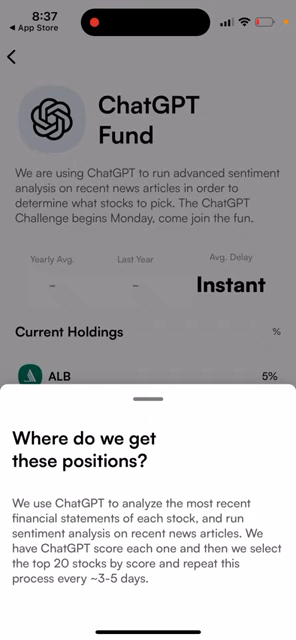 8:37
◀ App Store
ChatGPT
Fund
We are using ChatGPT to run advanced sentiment
analysis on recent news articles in order to
determine what stocks to pick. The ChatGPT
Challenge begins Monday, come join the fun.
Yearly Avg. Last Year Avg. Delay
- - Instant
Current Holdings %
ALB 5%
Where do we get
these positions?
We use ChatGPT to analyze the most recent
financial statements of each stock, and run
sentiment analysis on recent news articles. We
have ChatGPT score each one and then we select
the top 20 stocks by score and repeat this
process every ~3-5 days.